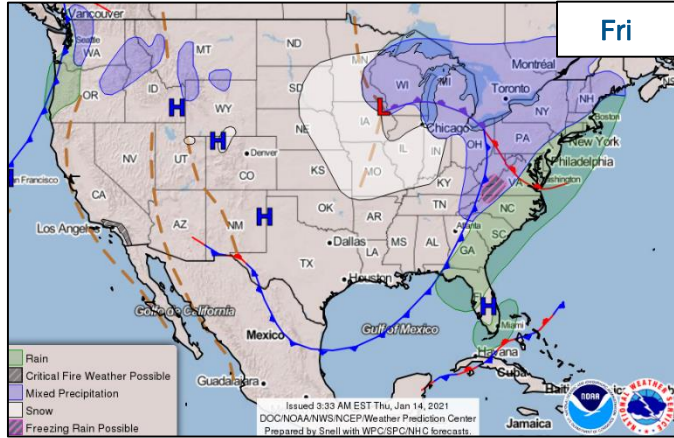 Fri
Vancouver
Seattle
WA
MT
ND
MN
Montréal
OR
ID
WY
SD
WI
MI
Toronto
NH
NY
Boston
H
L
IA
Chicago
NE
PA
New York
NV
UT
H
Denver
IL
IN
OH
Philadelphia
an Francisco
CO
KS
MO
KY
VA
Washington
CA
TN
NC
Los Angeles
AZ
NM
H
OK
AR
Atlanta
SC
Dallas
MS
AL
GA
LA
TX
Houston
FL
H
Golfo de California
Miami
Mexico
Gulf of Mexico
Havana
Cuba
Guadalajara
Haiti
Jamaica
Rain
Critical Fire Weather Possible
Mixed Precipitation
Snow
Freezing Rain Possible
Issued 3:33 AM EST Thu, Jan 14, 2021
DOC/NOAA/NWS/NCEP/Weather Prediction Center
Prepared by Snell with WPC/SPC/NHC forecasts.
NOAA